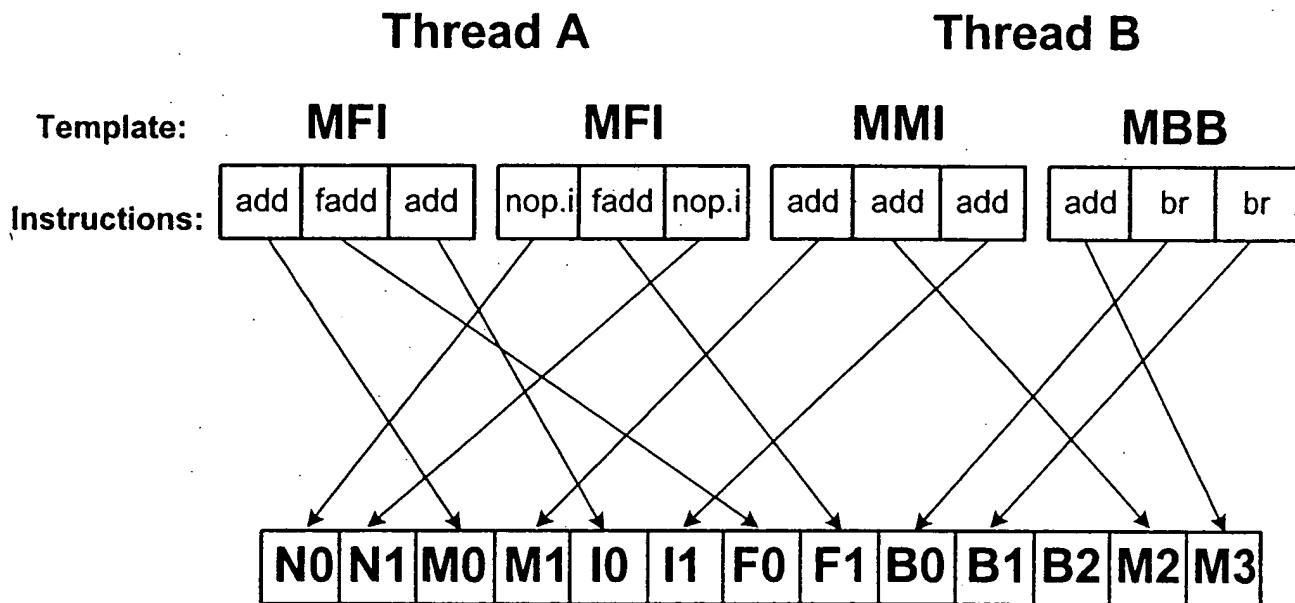 Thread A Thread B
Template: MFI MFI MMI MBB
Instructions: add fadd add nop.i fadd nop.i add add add add br br
N0 N1 M0 M1 I0 I1 F0 F1 B0 B1 B2 M2 M3